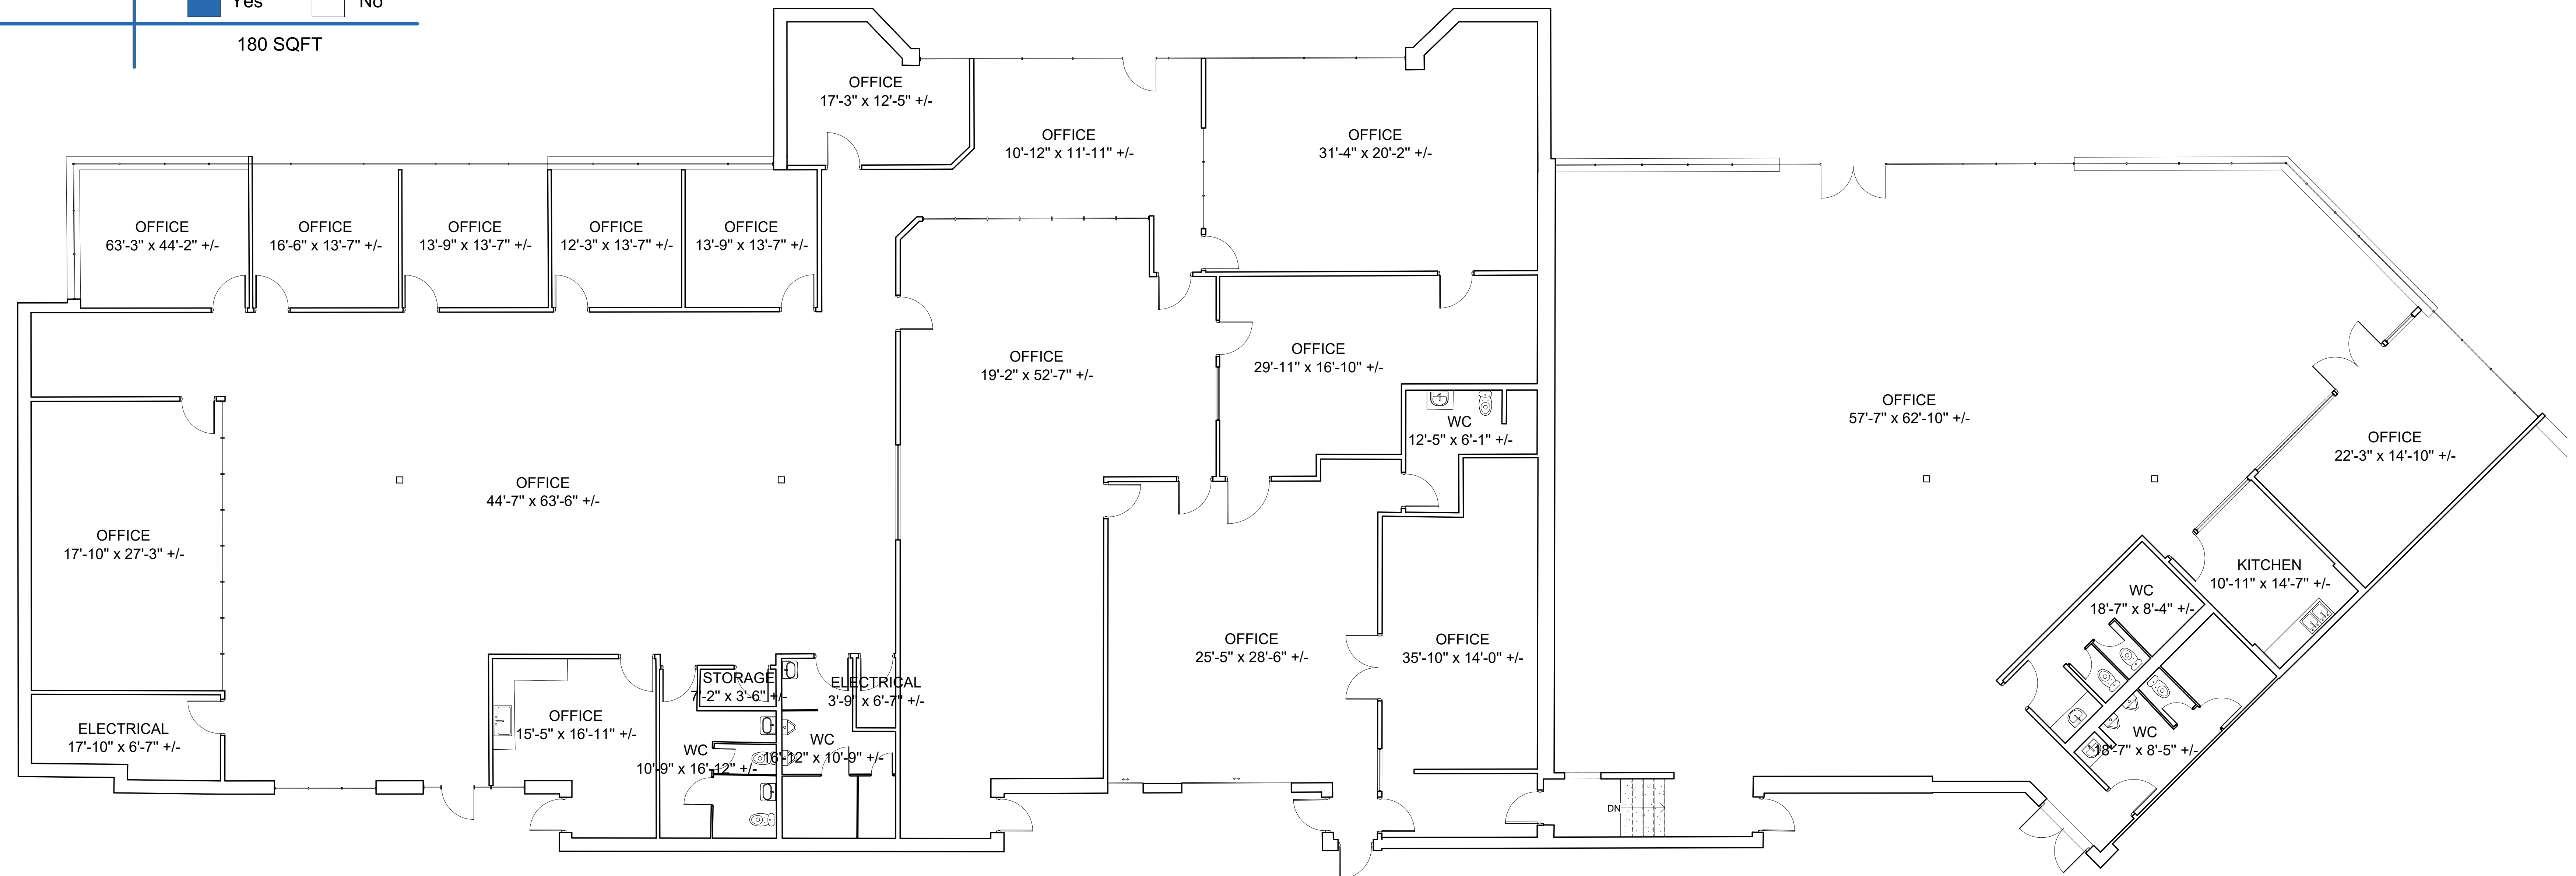 Yes
No
180 SQFT
OFFICE
17'-3" x 12'-5" +/-
OFFICE
10'-12" x 11'-11" +/-
OFFICE
31'-4" x 20'-2" +/-
OFFICE
63'-3" x 44'-2" +/-
OFFICE
16'-6" x 13'-7" +/-
OFFICE
13'-9" x 13'-7" +/-
OFFICE
12'-3" x 13'-7" +/-
OFFICE
13'-9" x 13'-7" +/-
OFFICE
19'-2" x 52'-7" +/-
OFFICE
29'-11" x 16'-10" +/-
WC
12'-5" x 6'-1" +/-
OFFICE
57'-7" x 62'-10" +/-
OFFICE
22'-3" x 14'-10" +/-
OFFICE
44'-7" x 63'-6" +/-
OFFICE
17'-10" x 27'-3" +/-
KITCHEN
10'-11" x 14'-7" +/-
WC
18'-7" x 8'-4" +/-
OFFICE
25'-5" x 28'-6" +/-
OFFICE
35'-10" x 14'-0" +/-
STORAGE
7'-2" x 3'-6" +/-
ELECTRICAL
3'-9" x 6'-7" +/-
OFFICE
15'-5" x 16'-11" +/-
ELECTRICAL
17'-10" x 6'-7" +/-
WC
10'-9" x 16'-12" +/-
WC
16'-12" x 10'-9" +/-
WC
18'-7" x 8'-5" +/-
DN